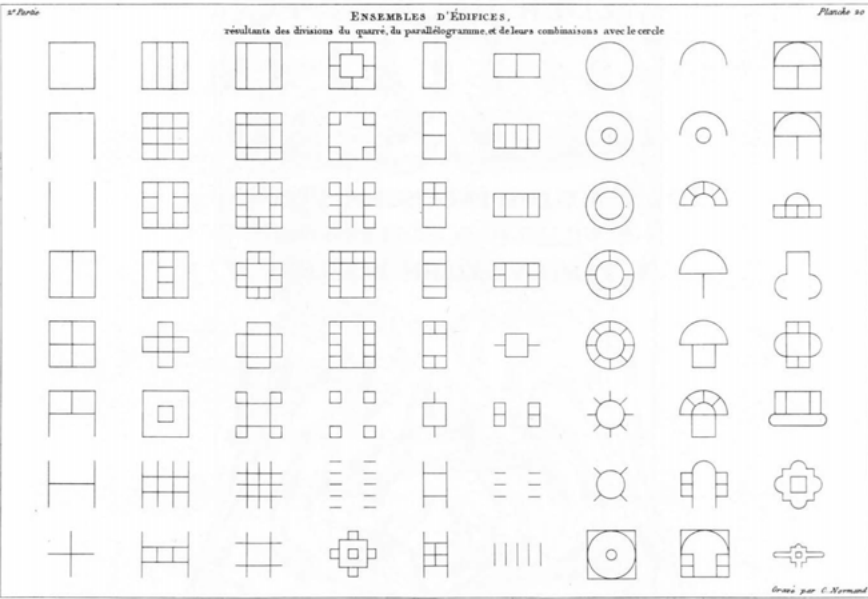 2e Partie
ENSEMBLES D'ÉDIFICES,
Planche 20
résultants des divisions du quarré, du parallélogramme, et de leurs combinaisons avec le cercle
Gravé par C. Normand